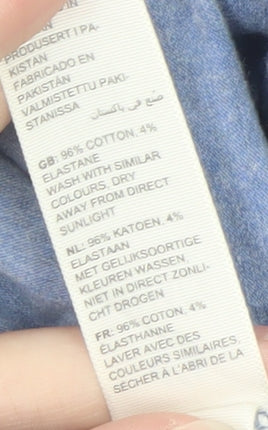 PRODUSERT I PA-
KISTAN
FABRICADO EN
PAKISTÁN
VALMISTETTU PAKI-
STANISSA
صنع في باكستان
GB: 96% COTTON, 4%
ELASTANE
WASH WITH SIMILAR
COLOURS, DRY
AWAY FROM DIRECT
SUNLIGHT
NL: 96% KATOEN, 4%
ELASTAAN
MET GELIJKSOORTIGE
KLEUREN WASSEN,
NIET IN DIRECT ZONLI-
CHT DROGEN
FR: 96% COTON, 4%
ÉLASTHANNE
LAVER AVEC DES
COULEURS SIMILAIRES,
SÉCHER À L'ABRI DE LA